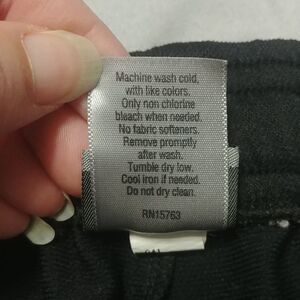 Machine wash cold,
with like colors.
Only non chlorine
bleach when needed.
No fabric softeners.
Remove promptly
after wash.
Tumble dry low.
Cool iron if needed.
Do not dry clean.
RN15763